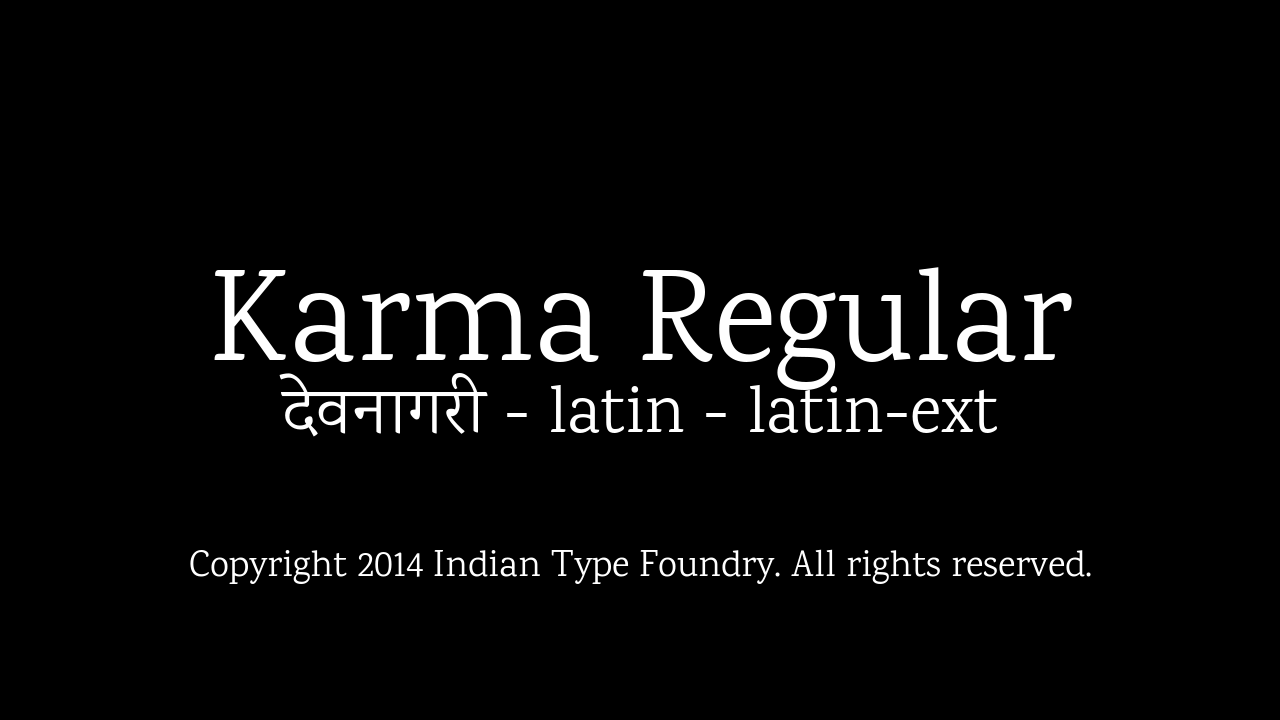 Karma Regular
देवनागरी - latin - latin-ext
Copyright 2014 Indian Type Foundry. All rights reserved.